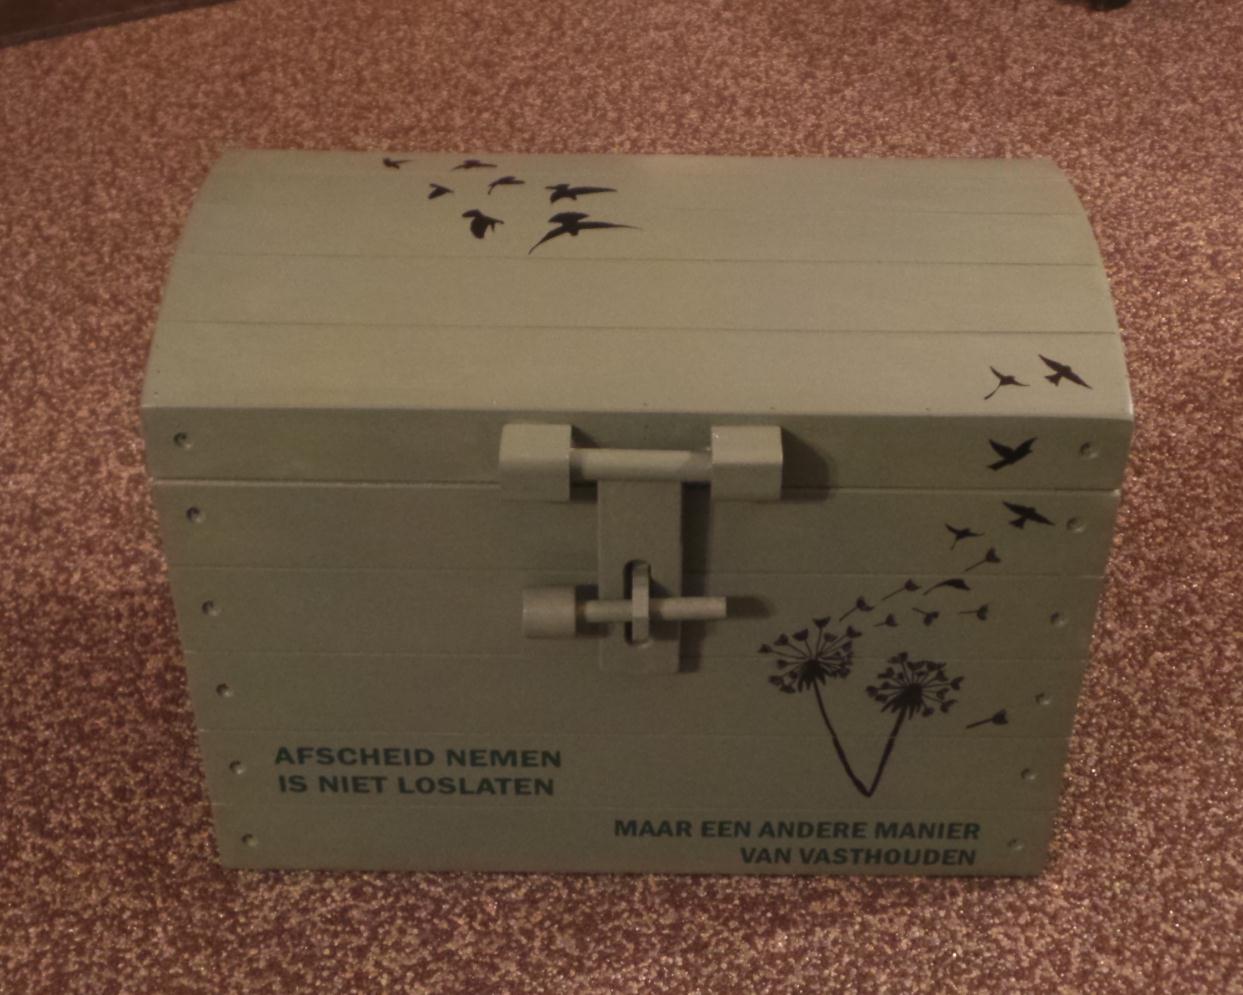 AFSCHEID NEMEN
IS NIET LOSLATEN
MAAR EEN ANDERE MANIER
VAN VASTHOUDEN